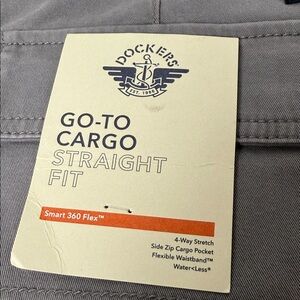 DOCKERS
EST. 1986
GO-TO
CARGO
STRAIGHT
FIT
Smart 360 Flex™
4-Way Stretch
Side Zip Cargo Pocket
Flexible Waistband™
Water<Less®